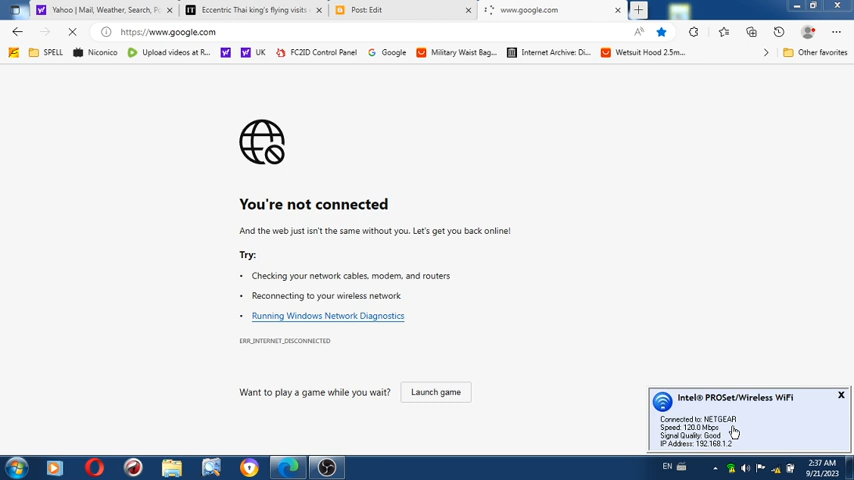 Yahoo | Mail, Weather, Search, Po
Eccentric Thai king's flying visits
Post: Edit
www.google.com
https://www.google.com
SPELL
Niconico
Upload videos at R...
UK
FC2ID Control Panel
Google
Military Waist Bag...
Internet Archive: Di...
Wetsuit Hood 2.5m...
Other favorites
You're not connected
And the web just isn't the same without you. Let's get you back online!
Try:
• Checking your network cables, modem, and routers
• Reconnecting to your wireless network
• Running Windows Network Diagnostics
ERR_INTERNET_DISCONNECTED
Want to play a game while you wait?
Launch game
Intel® PROSet/Wireless WiFi
X
Connected to: NETGEAR
Speed: 120.0 Mbps
Signal Quality: Good
IP Address: 192.168.1.2
EN
2:37 AM
9/21/2023